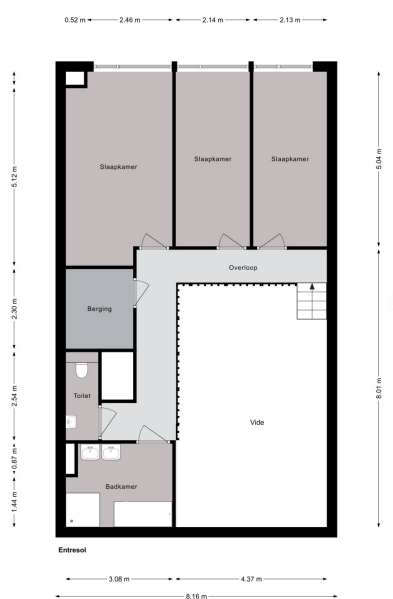 0.52 m 2.46 m 2.14 m 2.13 m
5.12 m
5.04 m
Slaapkamer
Slaapkamer
Slaapkamer
Overloop
2.30 m
Berging
2.54 m
Toilet
8.01 m
Vide
0.87 m
Badkamer
1.44 m
Entresol
3.08 m 4.37 m
8.16 m